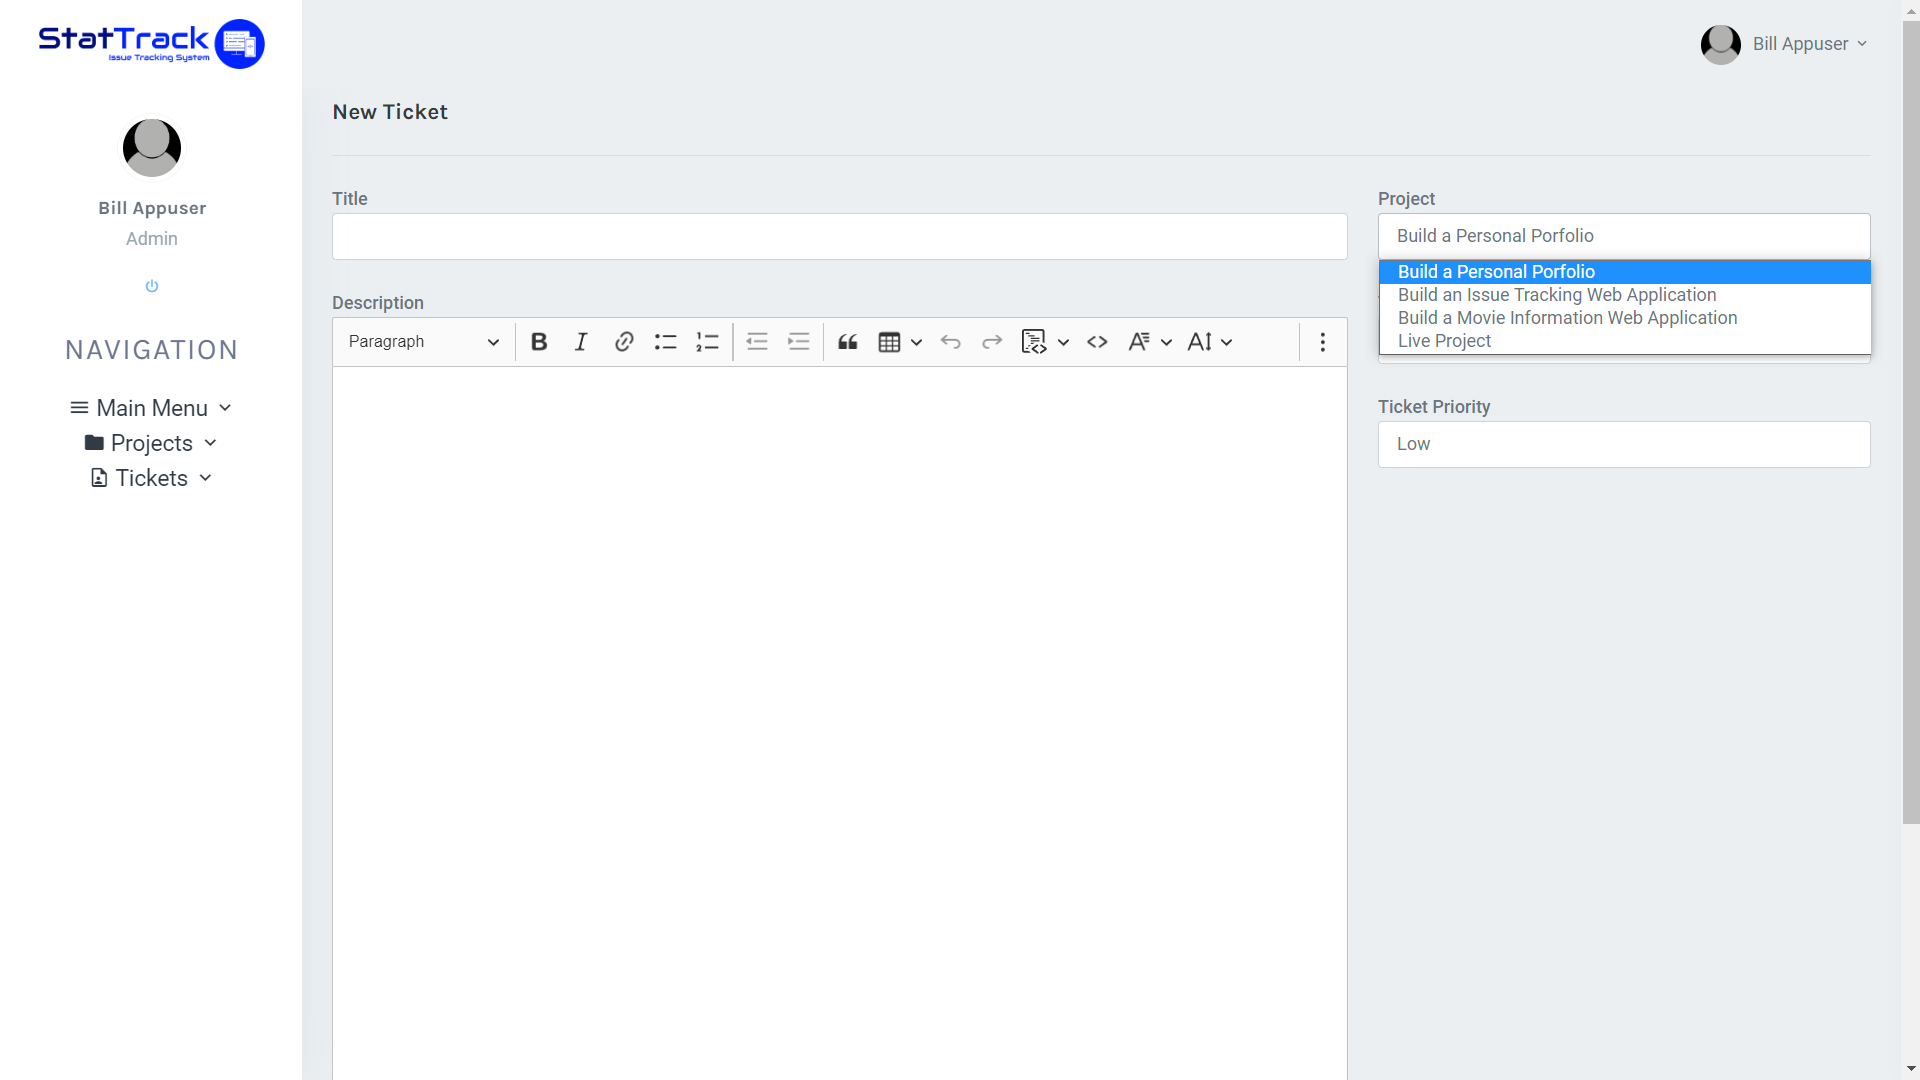 StatTrack
Issue Tracking System
Bill Appuser
Bill Appuser
Admin
NAVIGATION
Main Menu
Projects
Tickets
New Ticket
Title
Description
Paragraph
Project
Build a Personal Porfolio
Build a Personal Porfolio
Build an Issue Tracking Web Application
Build a Movie Information Web Application
Live Project
Ticket Priority
Low